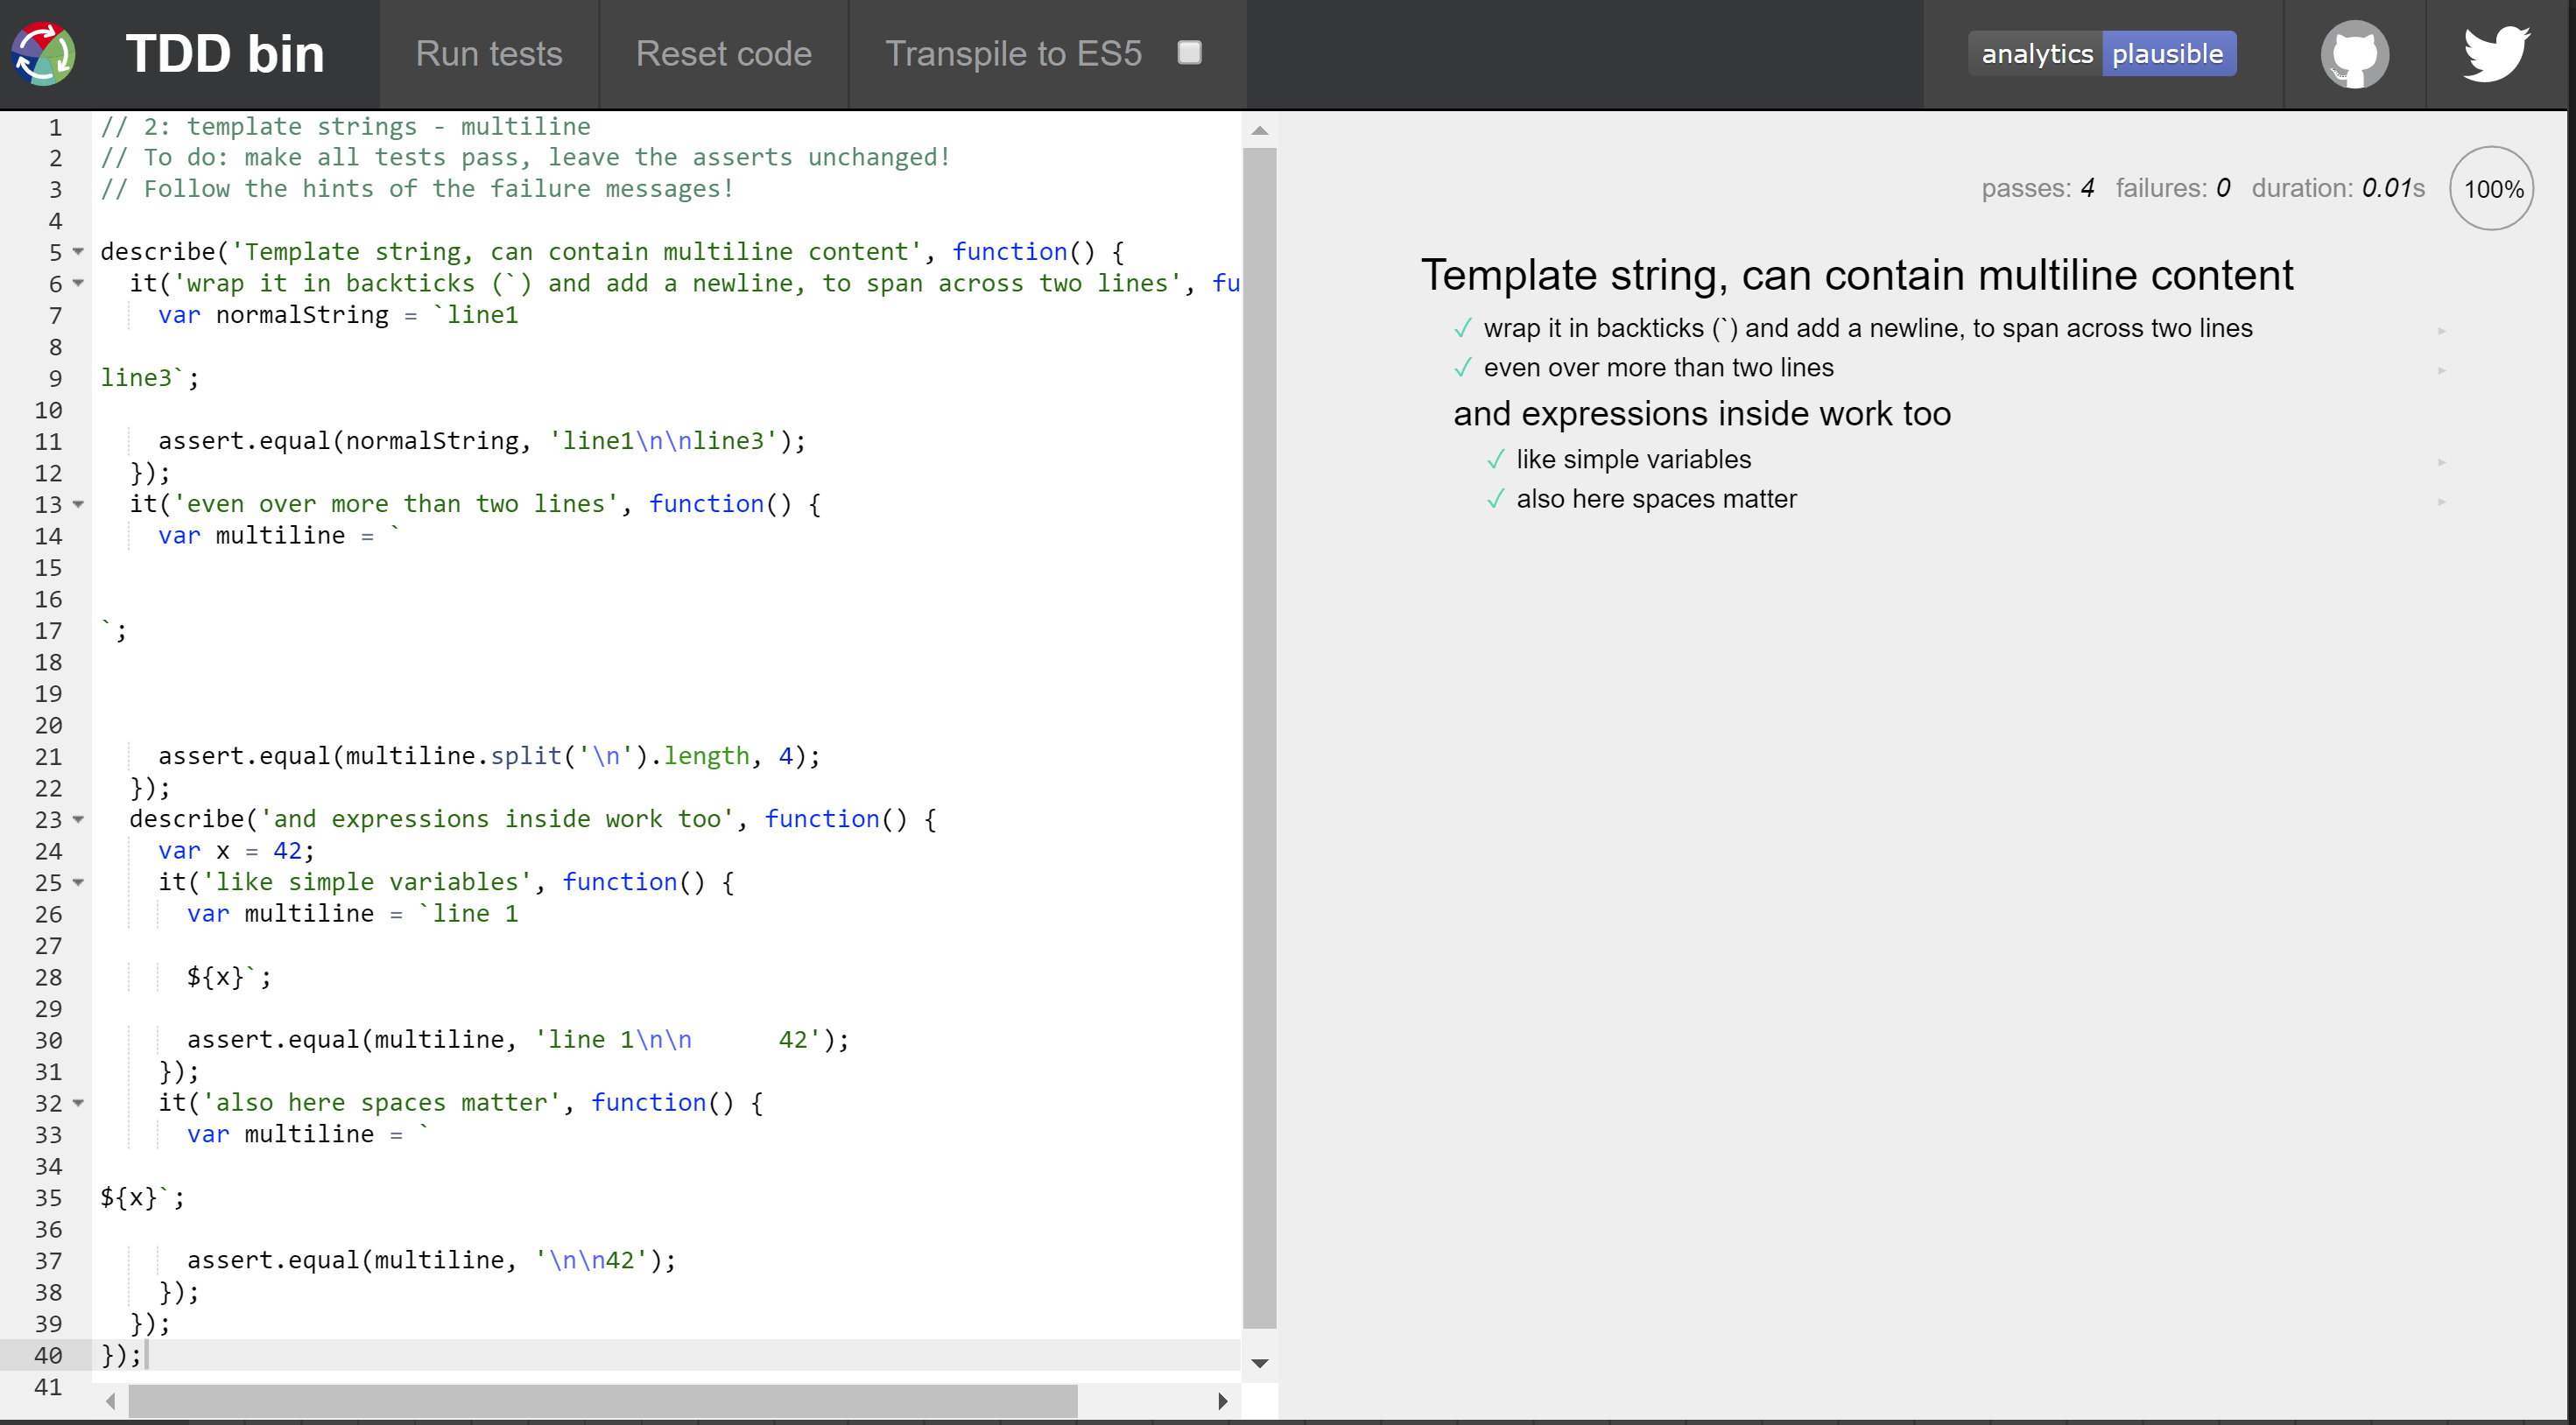 TDD bin
Run tests
Reset code
Transpile to ES5
analytics plausible
1 // 2: template strings - multiline
2 // To do: make all tests pass, leave the asserts unchanged!
3 // Follow the hints of the failure messages!
4
5 describe('Template string, can contain multiline content', function() {
6   it('wrap it in backticks (`) and add a newline, to span across two lines', fu
7     var normalString = `line1
8
9 line3`;
10
11     assert.equal(normalString, 'line1\n\nline3');
12   });
13   it('even over more than two lines', function() {
14     var multiline = `
15
16
17 `;
18
19
20
21     assert.equal(multiline.split('\n').length, 4);
22   });
23   describe('and expressions inside work too', function() {
24     var x = 42;
25     it('like simple variables', function() {
26       var multiline = `line 1
27
28       ${x}`;
29
30       assert.equal(multiline, 'line 1\n\n      42');
31     });
32     it('also here spaces matter', function() {
33       var multiline = `
34
35 ${x}`;
36
37       assert.equal(multiline, '\n\n42');
38     });
39   });
40 });
41
passes: 4 failures: 0 duration: 0.01s 100%
Template string, can contain multiline content
✓ wrap it in backticks (`) and add a newline, to span across two lines
✓ even over more than two lines
and expressions inside work too
✓ like simple variables
✓ also here spaces matter